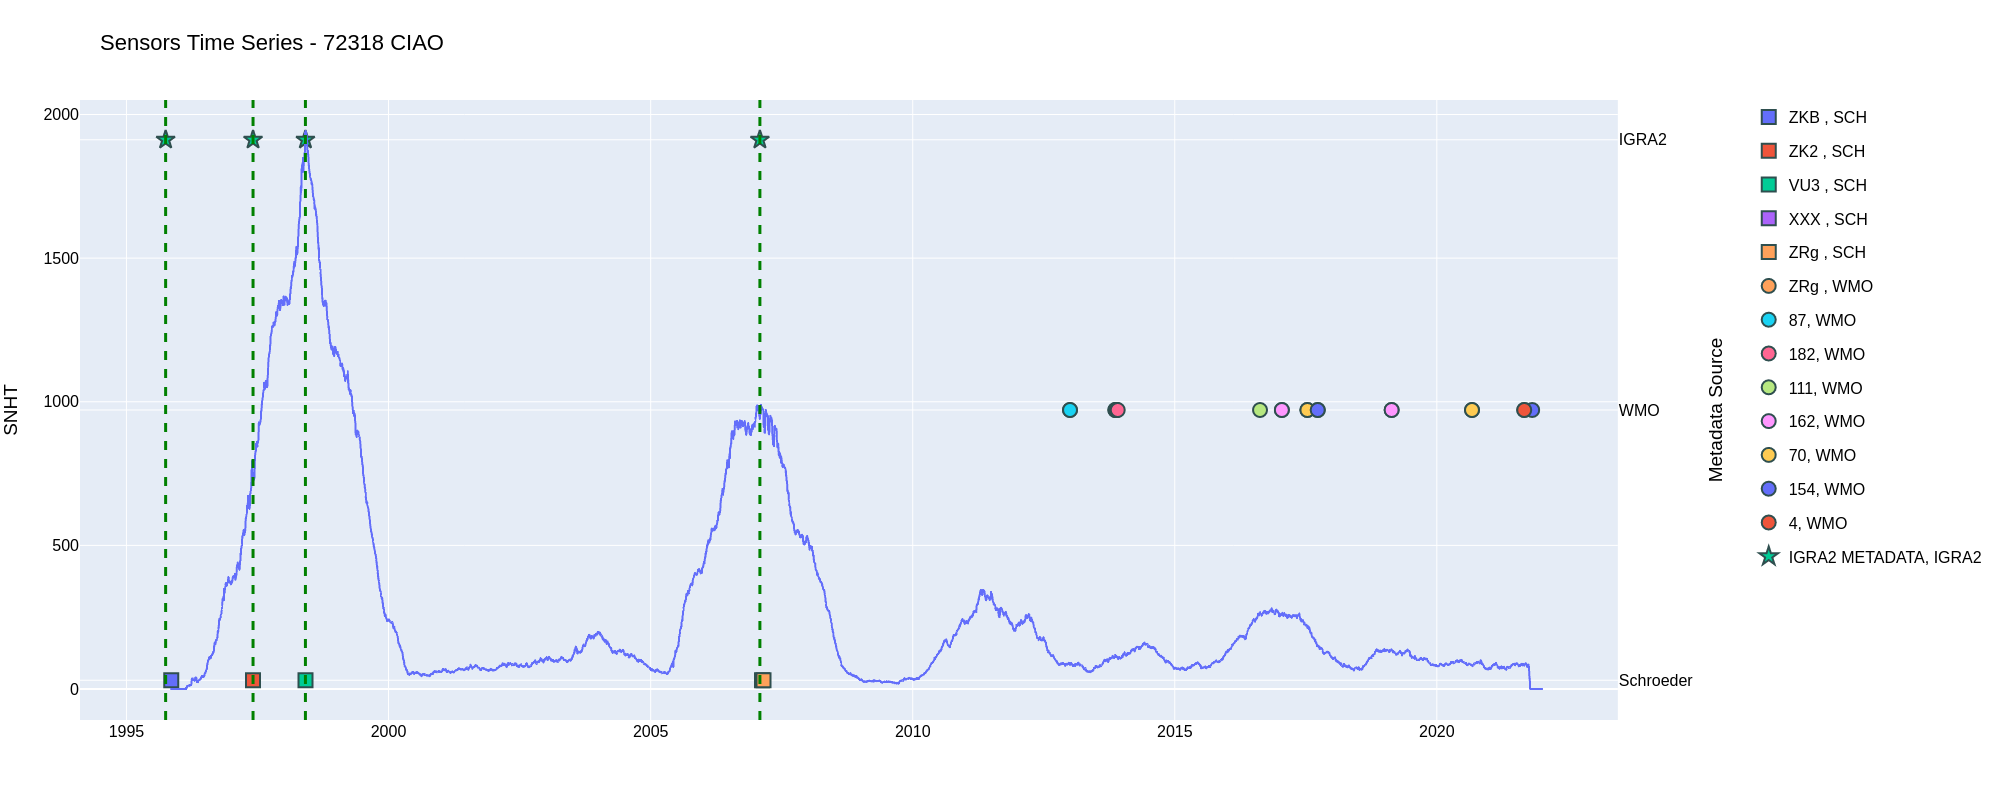 Sensors Time Series - 72318 CIAO
SNHT
2000
1500
1000
500
0
1995
2000
2005
2010
2015
2020
IGRA2
WMO
Schroeder
Metadata Source
ZKB , SCH
ZK2 , SCH
VU3 , SCH
XXX , SCH
ZRg , SCH
ZRg , WMO
87, WMO
182, WMO
111, WMO
162, WMO
70, WMO
154, WMO
4, WMO
IGRA2 METADATA, IGRA2